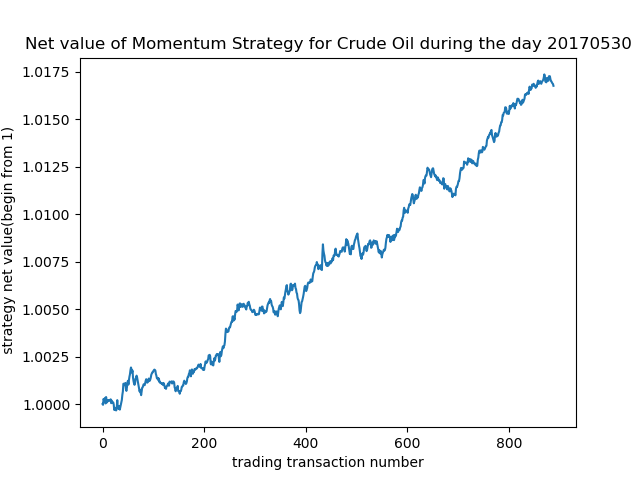 Net value of Momentum Strategy for Crude Oil during the day 20170530
1.0175
1.0150
1.0125
1.0100
1.0075
1.0050
1.0025
1.0000
strategy net value(begin from 1)
0 200 400 600 800
trading transaction number